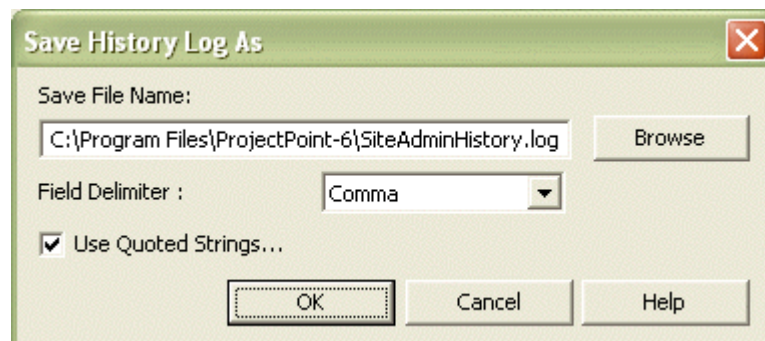 Save History Log As
Save File Name:
C:\Program Files\ProjectPoint-6\SiteAdminHistory.log Browse
Field Delimiter : Comma
Use Quoted Strings...
OK Cancel Help